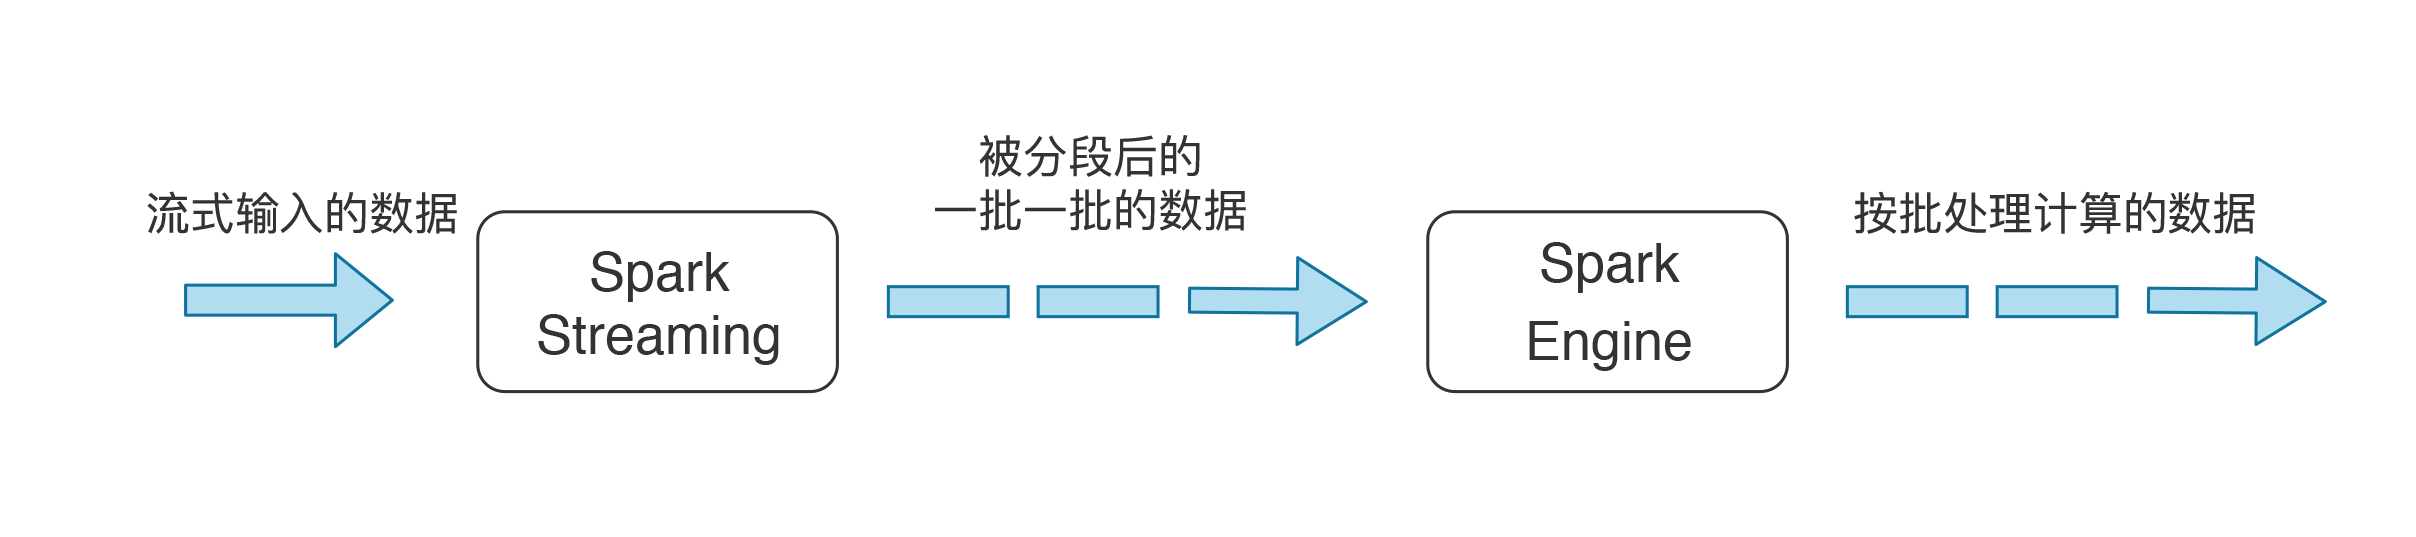 流式输入的数据
Spark
Streaming
被分段后的
一批一批的数据
Spark
Engine
按批处理计算的数据